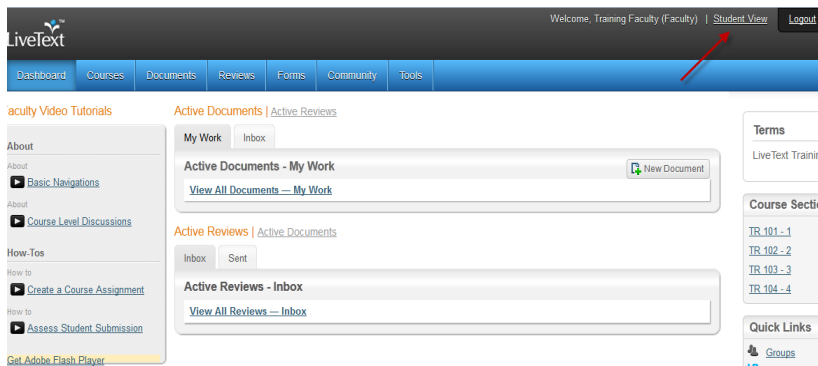 Welcome, Training Faculty (Faculty) | Student View Logout
LiveText™
Dashboard Courses Documents Reviews Forms Community Tools
aculty Video Tutorials
About
About
Basic Navigations
About
Course Level Discussions
How-Tos
How to
Create a Course Assignment
How to
Assess Student Submission
Get Adobe Flash Player
Active Documents | Active Reviews
My Work Inbox
Active Documents - My Work
New Document
View All Documents — My Work
Active Reviews | Active Documents
Inbox Sent
Active Reviews - Inbox
View All Reviews — Inbox
Terms
LiveText Trainin
Course Secti
TR 101 - 1
TR 102 - 2
TR 103 - 3
TR 104 - 4
Quick Links
Groups